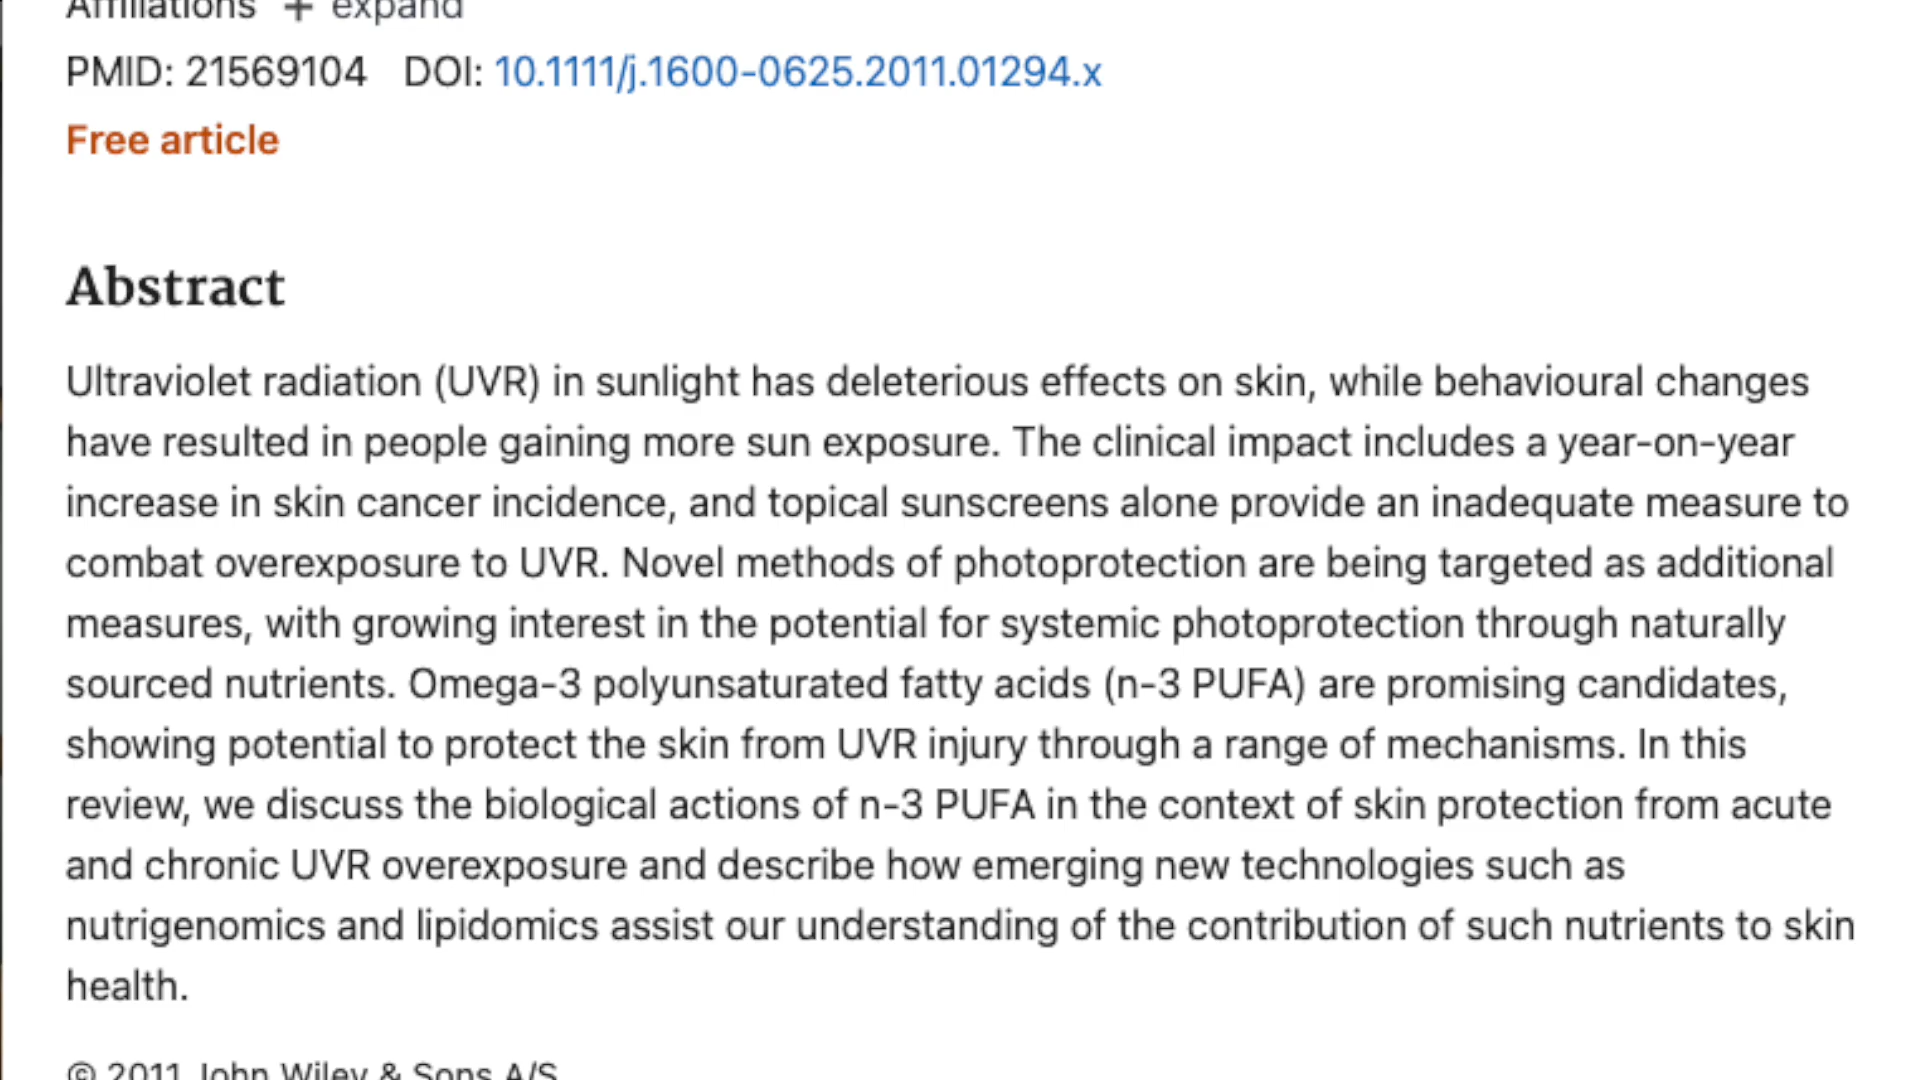 Affiliations + expand
PMID: 21569104 DOI: 10.1111/j.1600-0625.2011.01294.x
Free article
Abstract
Ultraviolet radiation (UVR) in sunlight has deleterious effects on skin, while behavioural changes
have resulted in people gaining more sun exposure. The clinical impact includes a year-on-year
increase in skin cancer incidence, and topical sunscreens alone provide an inadequate measure to
combat overexposure to UVR. Novel methods of photoprotection are being targeted as additional
measures, with growing interest in the potential for systemic photoprotection through naturally
sourced nutrients. Omega-3 polyunsaturated fatty acids (n-3 PUFA) are promising candidates,
showing potential to protect the skin from UVR injury through a range of mechanisms. In this
review, we discuss the biological actions of n-3 PUFA in the context of skin protection from acute
and chronic UVR overexposure and describe how emerging new technologies such as
nutrigenomics and lipidomics assist our understanding of the contribution of such nutrients to skin
health.
© 2011 John Wiley & Sons A/S